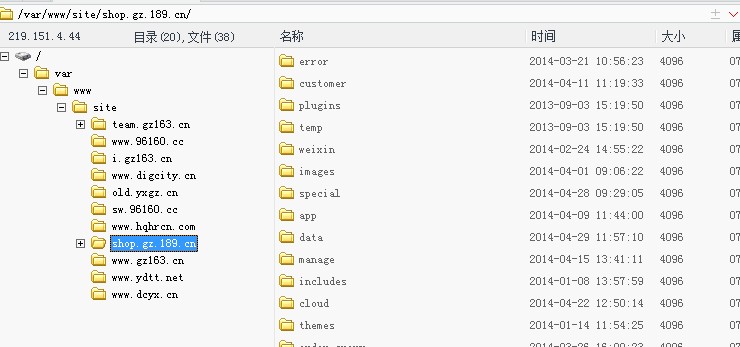 /var/www/site/shop.gz.189.cn/
219.151.4.44 目录(20),文件(38) 名称 时间 大小
/
var
www
site
team.gz163.cn
www.96160.cc
i.gz163.cn
www.digcity.cn
old.yxgz.cn
sw.96160.cc
www.hqhrcn.com
shop.gz.189.cn
www.gz163.cn
www.ydtt.net
www.dcyx.cn
error 2014-03-21 10:56:23 4096 07
customer 2014-04-11 11:19:33 4096 07
plugins 2013-09-03 15:19:50 4096 07
temp 2013-09-03 15:19:50 4096 07
weixin 2014-02-24 14:55:22 4096 07
images 2014-04-01 09:06:22 4096 07
special 2014-04-28 09:29:05 4096 07
app 2014-04-09 11:44:00 4096 07
data 2014-04-29 11:57:10 4096 07
manage 2014-04-15 13:41:11 4096 07
includes 2014-01-08 13:57:59 4096 07
cloud 2014-04-22 12:50:14 4096 07
themes 2014-01-14 11:54:25 4096 07